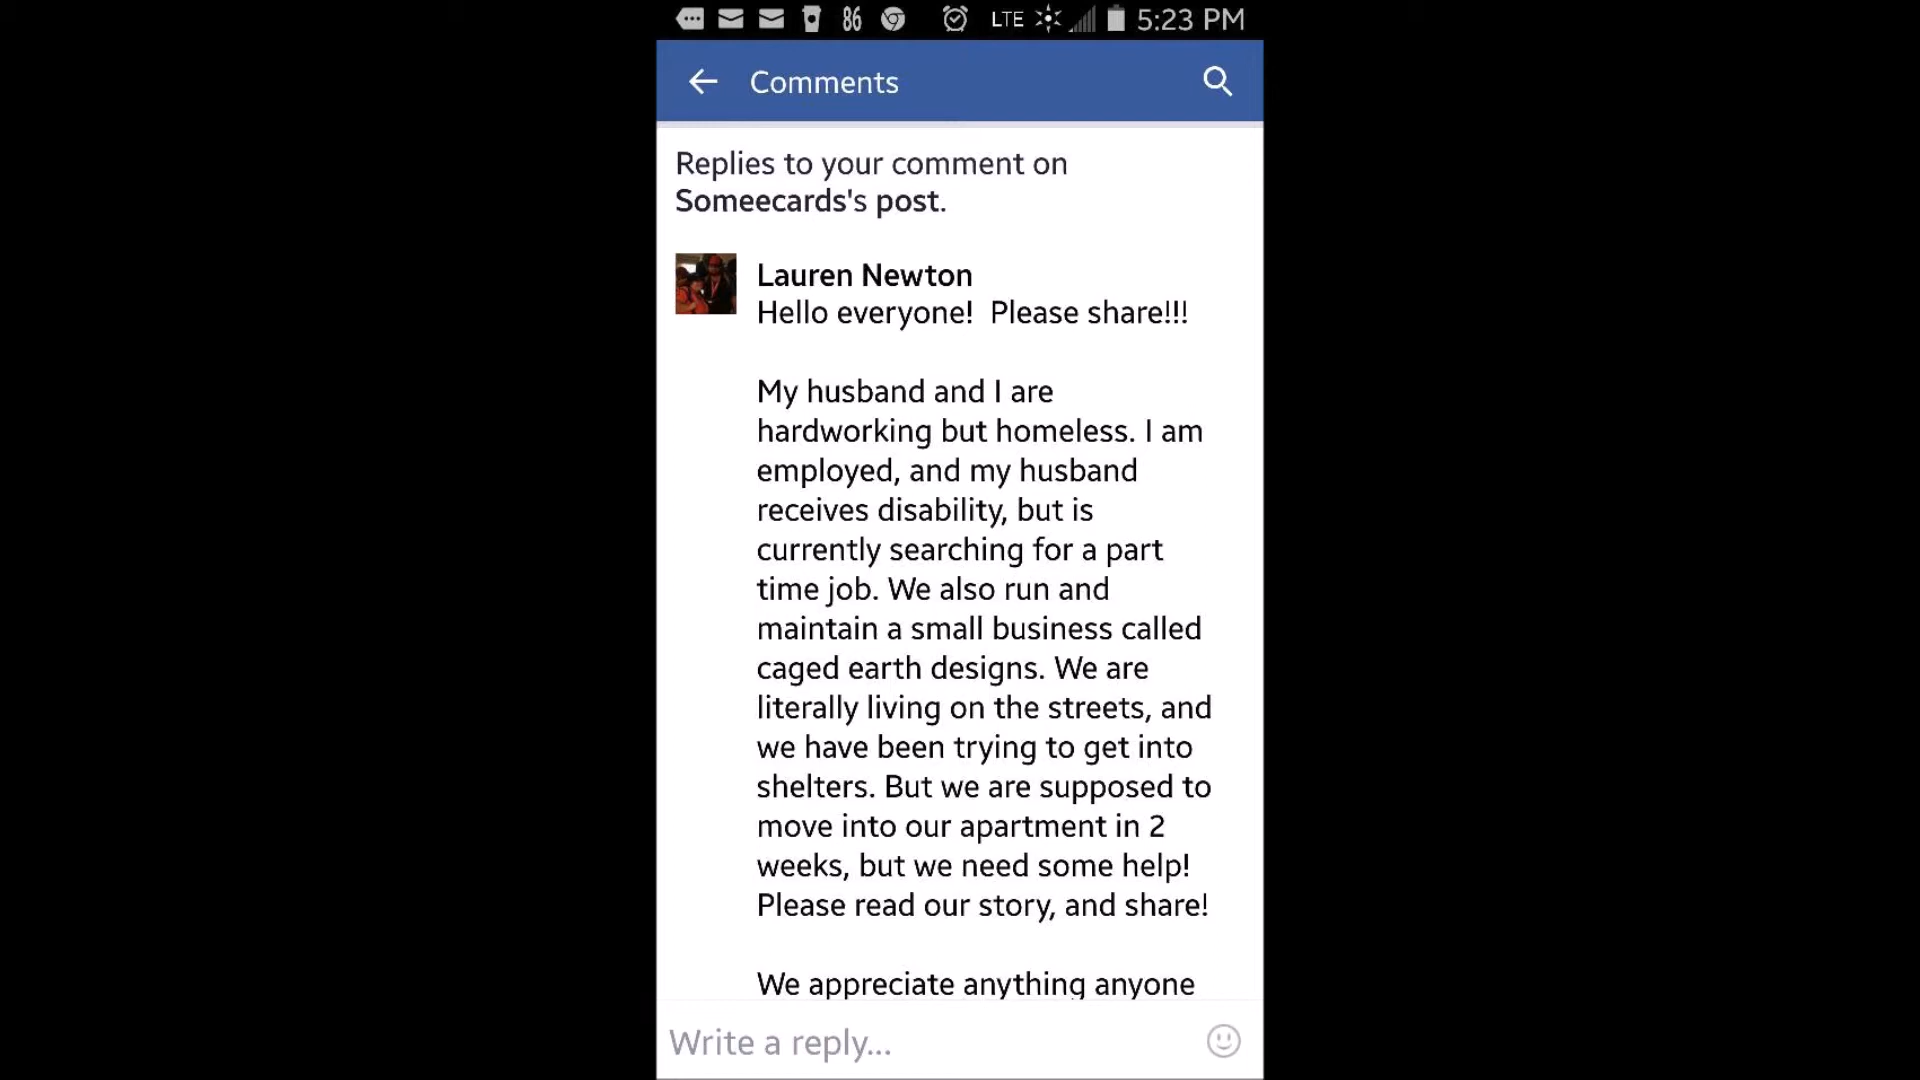 86 LTE 5:23 PM
Comments
Replies to your comment on
Someecards's post.
Lauren Newton
Hello everyone!  Please share!!!
My husband and I are
hardworking but homeless. I am
employed, and my husband
receives disability, but is
currently searching for a part
time job. We also run and
maintain a small business called
caged earth designs. We are
literally living on the streets, and
we have been trying to get into
shelters. But we are supposed to
move into our apartment in 2
weeks, but we need some help!
Please read our story, and share!
We appreciate anything anyone
Write a reply...